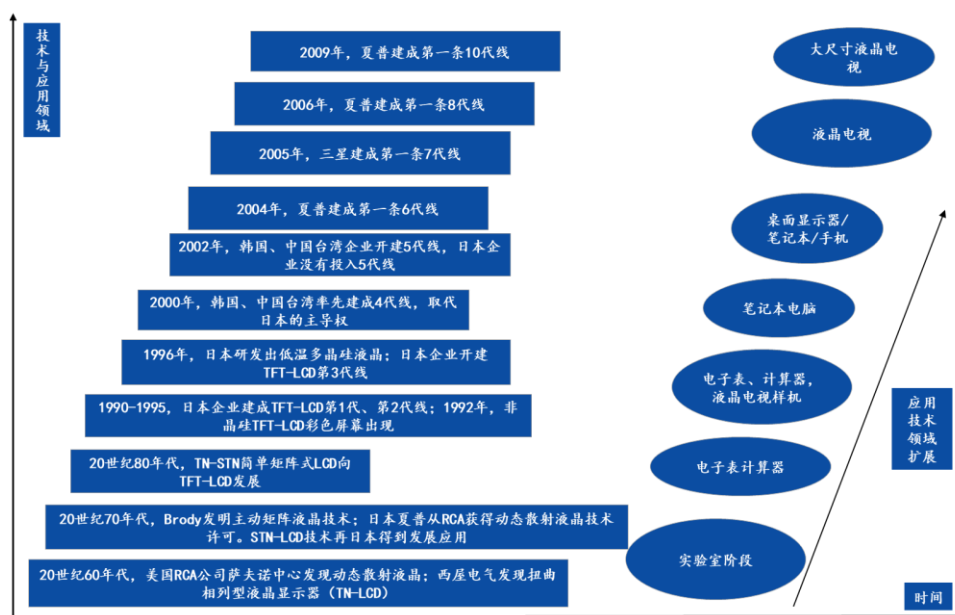 技术与应用领域
2009年，夏普建成第一条10代线
大尺寸液晶电
视
2006年，夏普建成第一条8代线
液晶电视
2005年，三星建成第一条7代线
2004年，夏普建成第一条6代线
桌面显示器/
笔记本/手机
2002年，韩国、中国台湾企业开建5代线，日本企
业没有投入5代线
2000年，韩国、中国台湾率先建成4代线，取代
日本的主导权
笔记本电脑
1996年，日本研发出低温多晶硅液晶；日本企业开建
TFT-LCD第3代线
电子表、计算器，
液晶电视样机
1990-1995，日本企业建成TFT-LCD第1代、第2代线；1992年，非
晶硅TFT-LCD彩色屏幕出现
应用
技术
领域
扩展
20世纪80年代，TN-STN简单矩阵式LCD向
TFT-LCD发展
电子表计算器
20世纪70年代，Brody发明主动矩阵液晶技术；日本夏普从RCA获得动态散射液晶技术
许可。STN-LCD技术再日本得到发展应用
实验室阶段
20世纪60年代，美国RCA公司萨夫诺中心发现动态散射液晶；西屋电气发现扭曲
相列型液晶显示器（TN-LCD）
时间